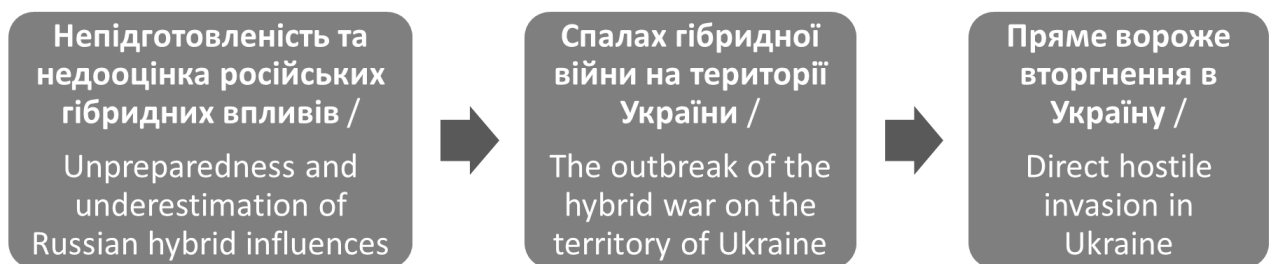 Непідготовленість та
недооцінка російських
гібридних впливів /
Unpreparedness and
underestimation of
Russian hybrid influences
Спалах гібридної
війни на території
України /
The outbreak of the
hybrid war on the
territory of Ukraine
Пряме вороже
вторгнення в
Україну /
Direct hostile
invasion in
Ukraine